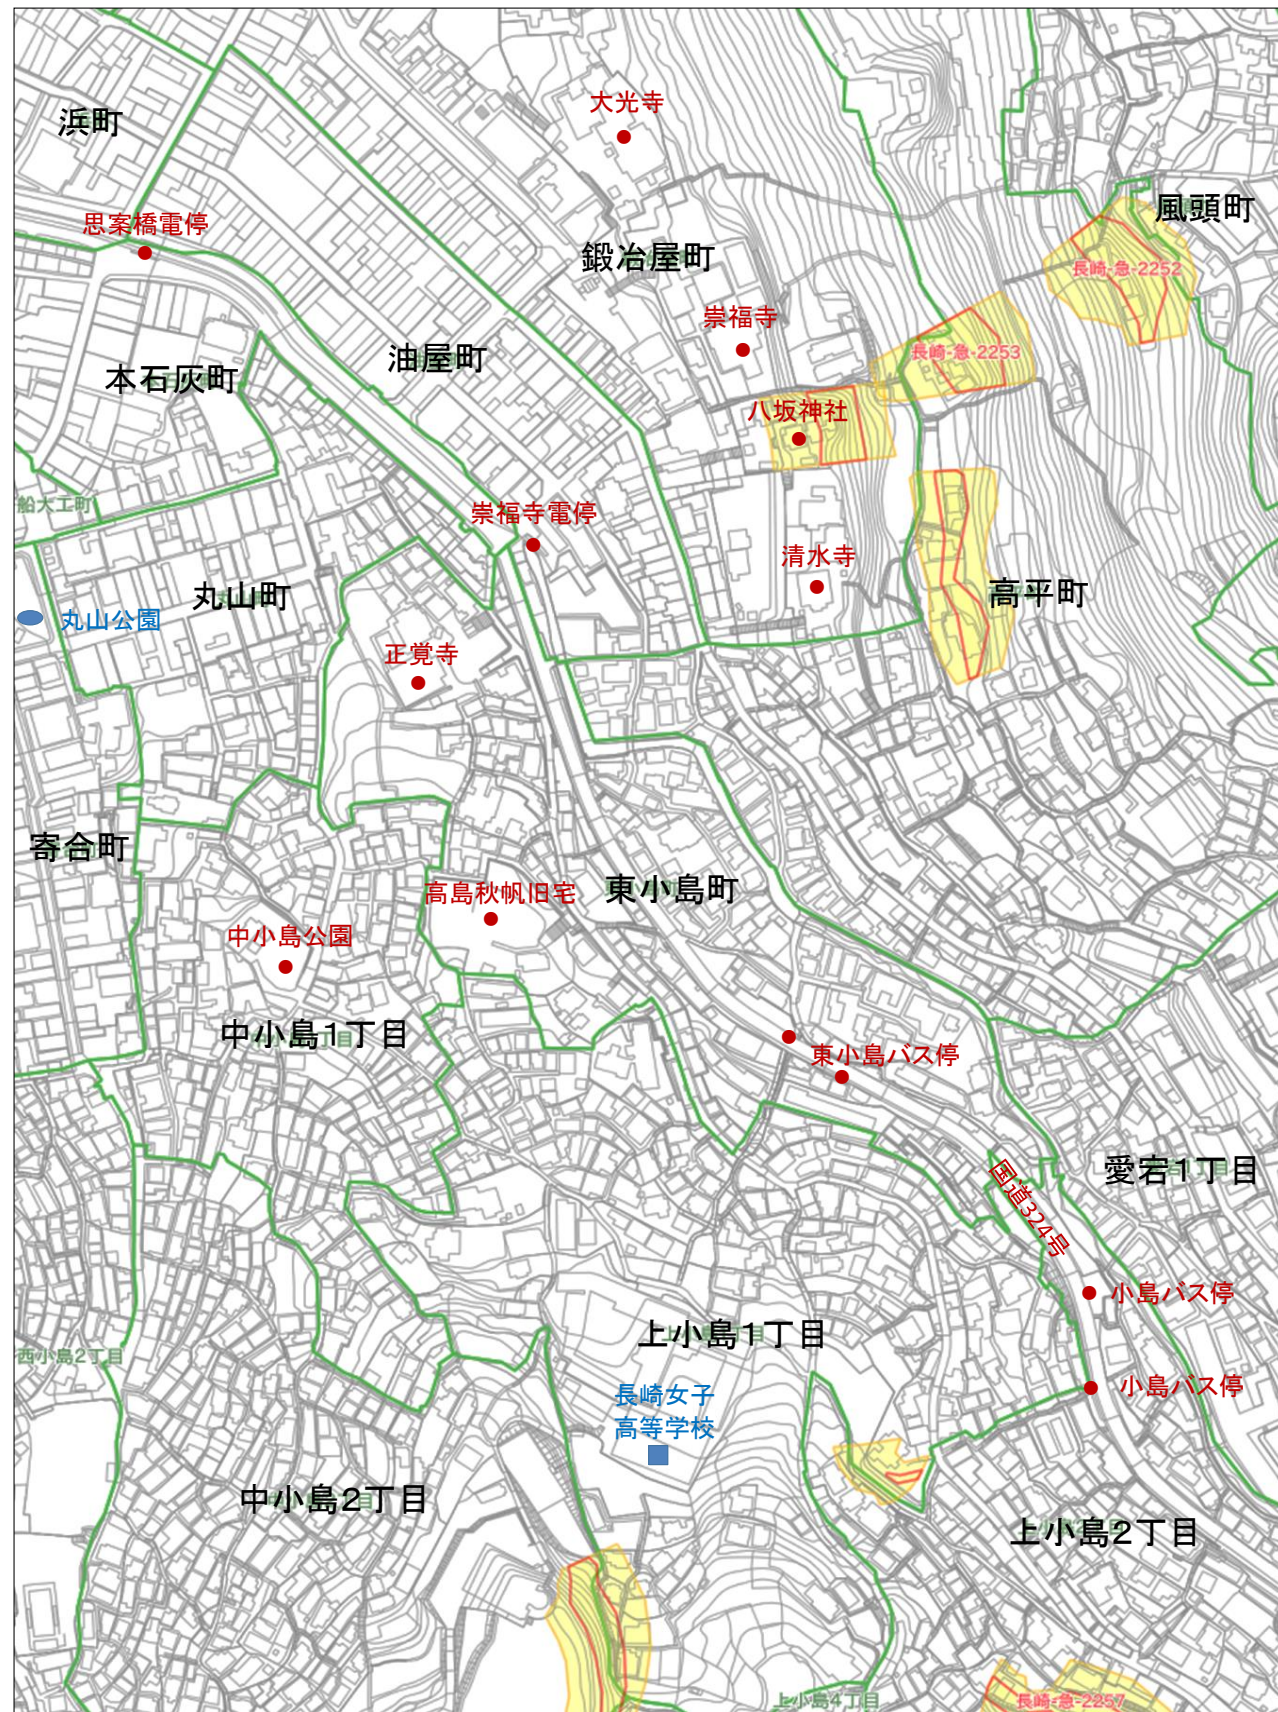 大光寺
浜町
風頭町
思案橋電停
鍛冶屋町
長崎-急-2252
崇福寺
長崎-急-2253
油屋町
本石灰町
八坂神社
船大工町
崇福寺電停
清水寺
高平町
丸山町
丸山公園
正覚寺
寄合町
東小島町
高島秋帆旧宅
中小島公園
中小島1丁目
東小島バス停
愛宕1丁目
国道324号
小島バス停
上小島1丁目
西小島2丁目
小島バス停
長崎女子
高等学校
中小島2丁目
上小島2丁目
上小島4丁目
長崎-急-2257